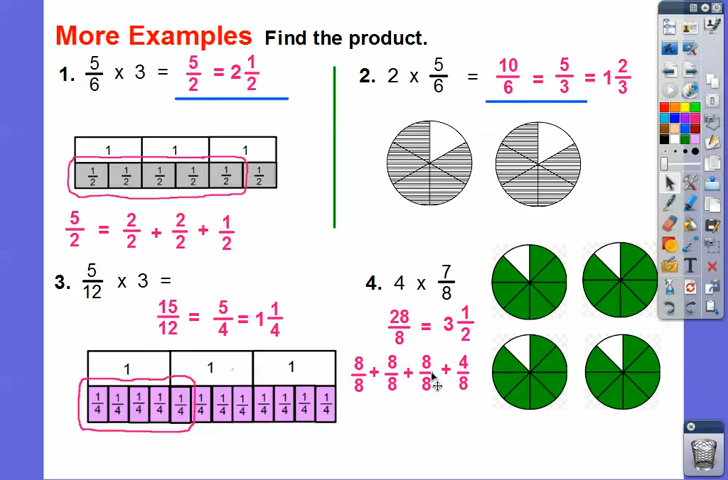 More Examples Find the product.
1. 5/6 x 3 = 5/2 = 2 1/2
1 1 1
1/2 1/2 1/2 1/2 1/2 1/2
5/2 = 2/2 + 2/2 + 1/2
2. 2 x 5/6 = 10/6 = 5/3 = 1 2/3
3. 5/12 x 3 =
15/12 = 5/4 = 1 1/4
1 1 1
1/4 1/4 1/4 1/4 1/4 1/4 1/4 1/4 1/4 1/4 1/4 1/4
4. 4 x 7/8
28/8 = 3 1/2
8/8 + 8/8 + 8/8 + 4/8
T